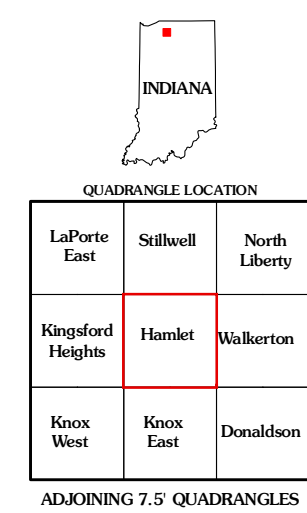 INDIANA
QUADRANGLE LOCATION
LaPorte
East
Stillwell
North
Liberty
Kingsford
Heights
Hamlet
Walkerton
Knox
West
Knox
East
Donaldson
ADJOINING 7.5' QUADRANGLES